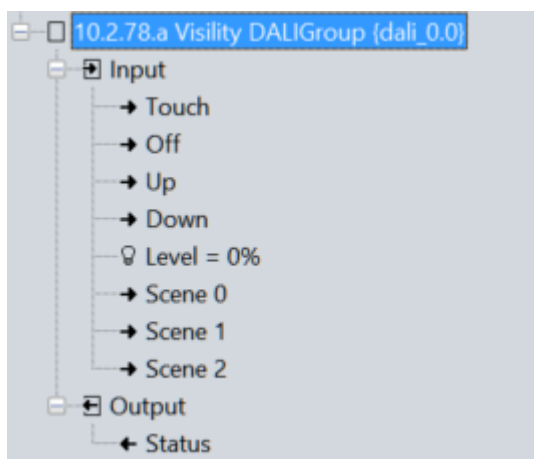 10.2.78.a Visility DALIGroup {dali_0.0}
Input
Touch
Off
Up
Down
Level = 0%
Scene 0
Scene 1
Scene 2
Output
Status